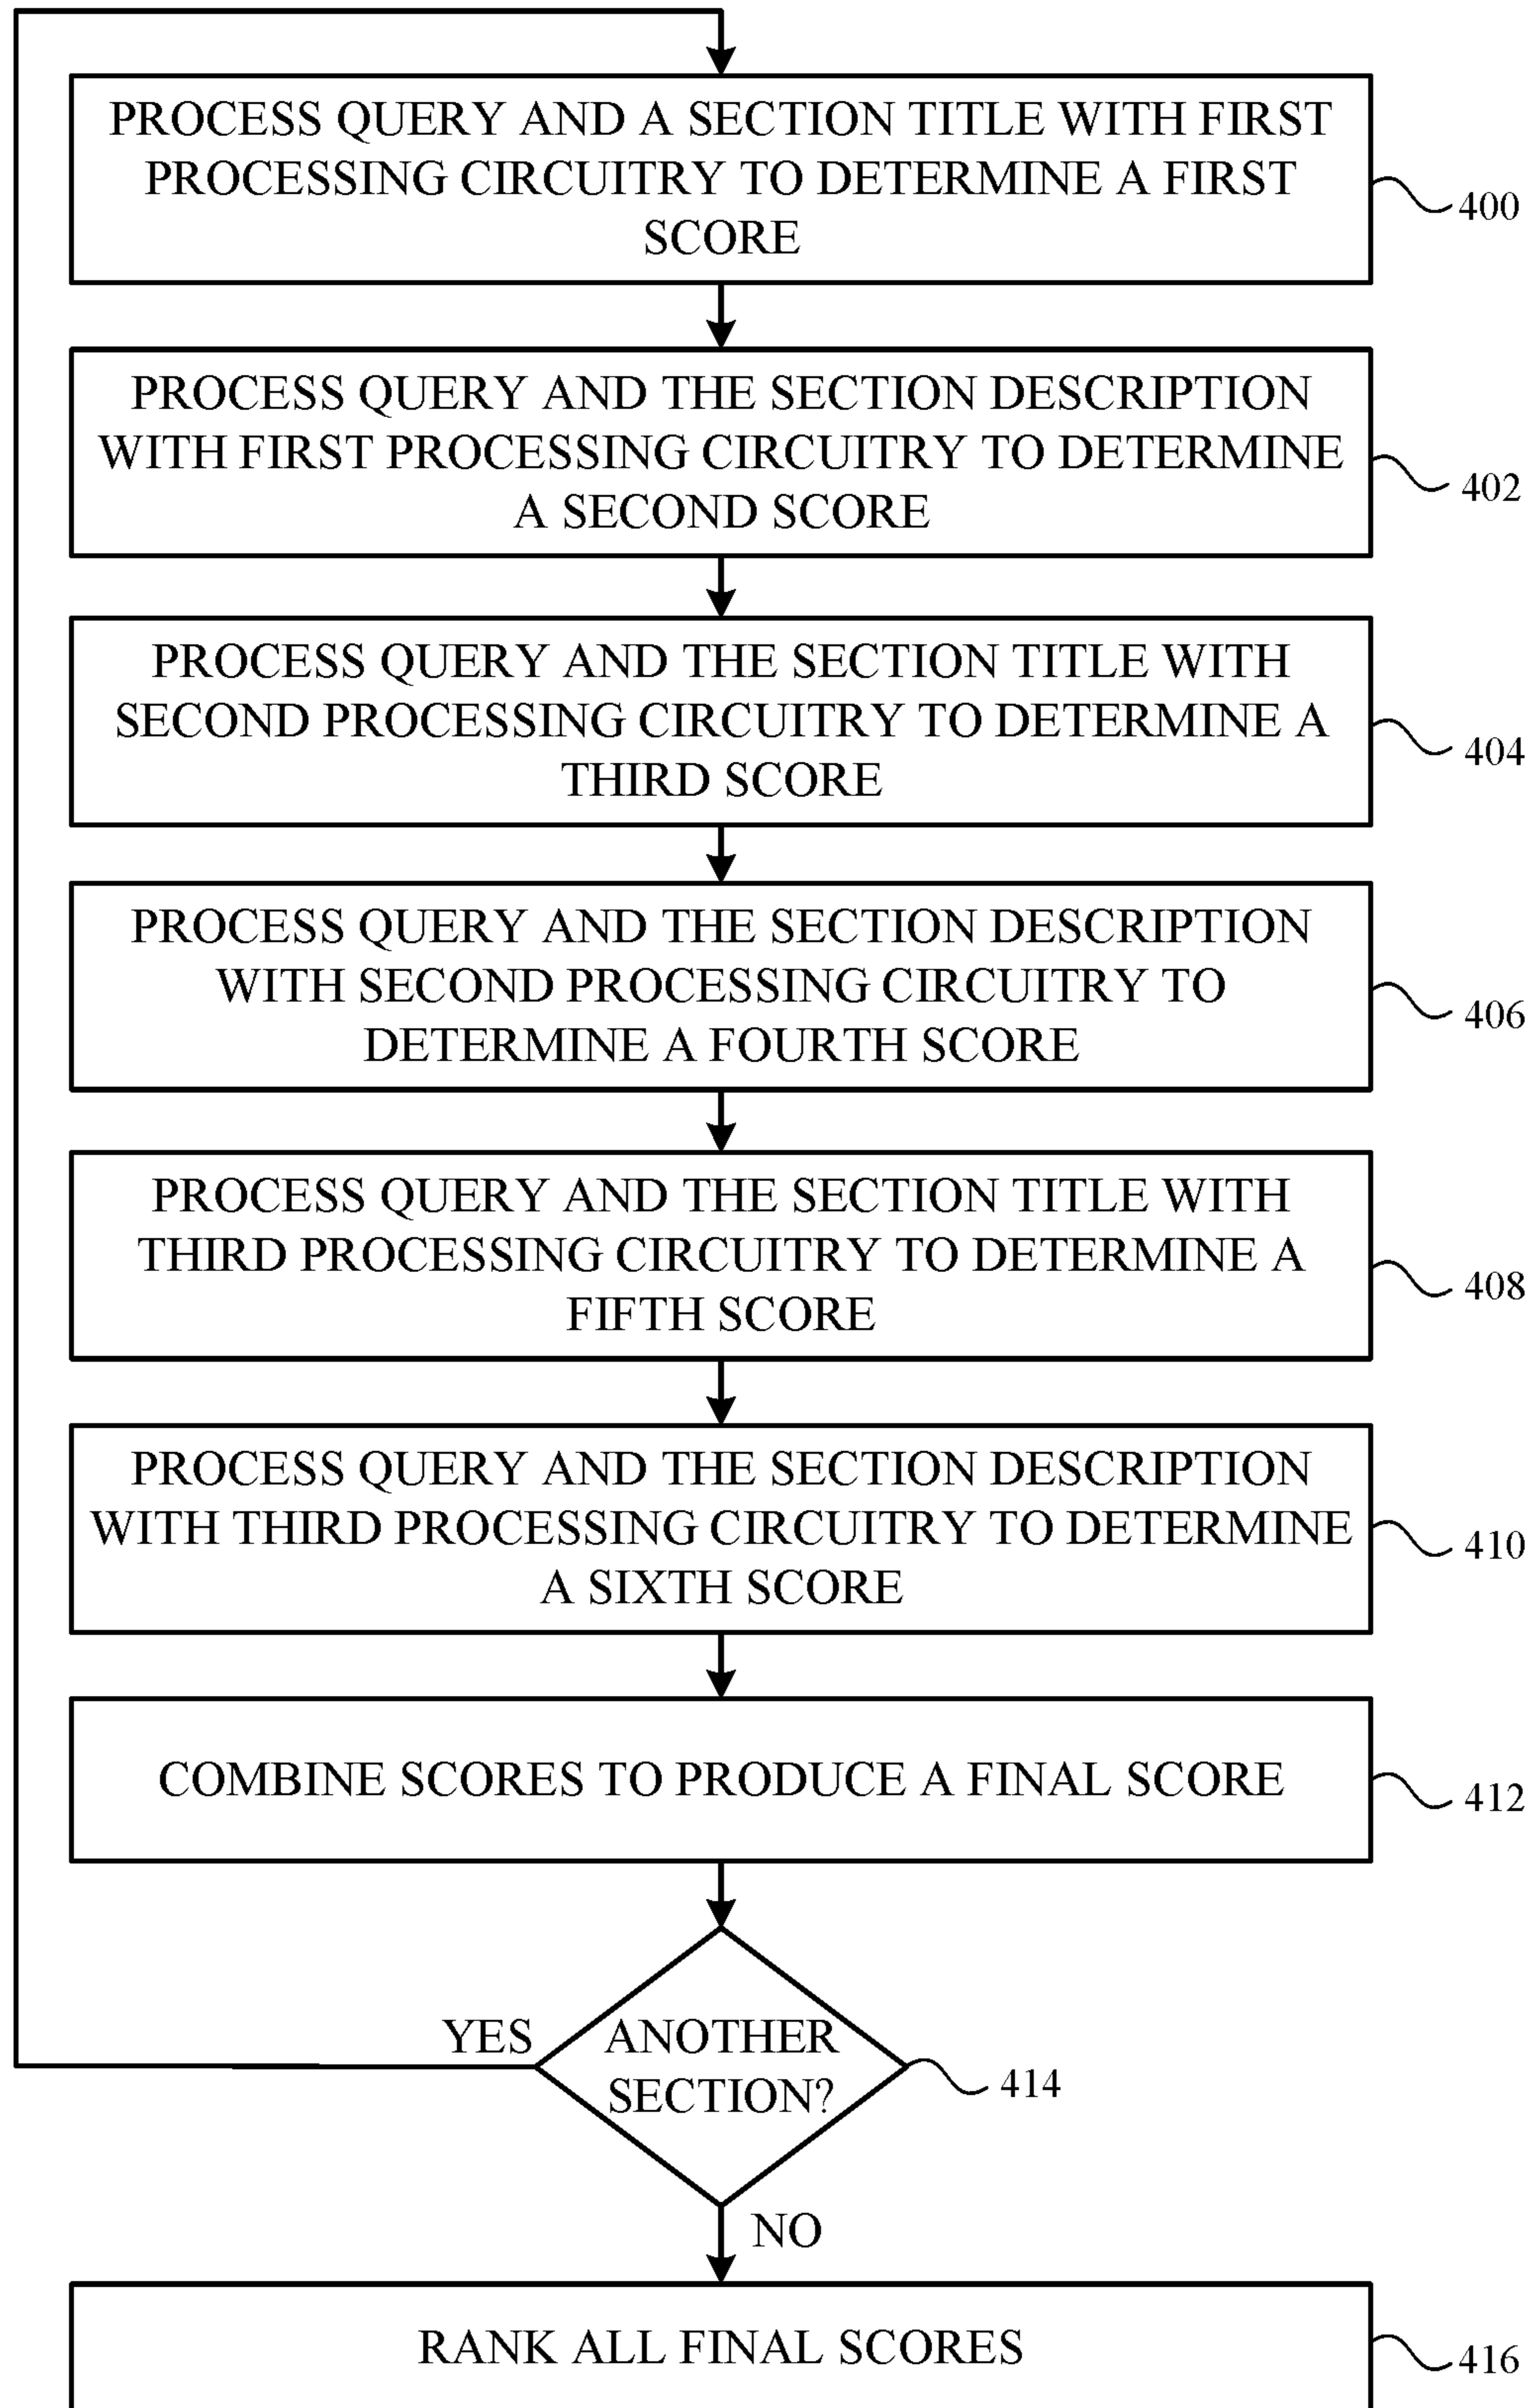 PROCESS QUERY AND A SECTION TITLE WITH FIRST
PROCESSING CIRCUITRY TO DETERMINE A FIRST
SCORE
400
PROCESS QUERY AND THE SECTION DESCRIPTION
WITH FIRST PROCESSING CIRCUITRY TO DETERMINE
A SECOND SCORE
402
PROCESS QUERY AND THE SECTION TITLE WITH
SECOND PROCESSING CIRCUITRY TO DETERMINE A
THIRD SCORE
404
PROCESS QUERY AND THE SECTION DESCRIPTION
WITH SECOND PROCESSING CIRCUITRY TO
DETERMINE A FOURTH SCORE
406
PROCESS QUERY AND THE SECTION TITLE WITH
THIRD PROCESSING CIRCUITRY TO DETERMINE A
FIFTH SCORE
408
PROCESS QUERY AND THE SECTION DESCRIPTION
WITH THIRD PROCESSING CIRCUITRY TO DETERMINE
A SIXTH SCORE
410
COMBINE SCORES TO PRODUCE A FINAL SCORE
412
YES
ANOTHER
SECTION?
414
NO
RANK ALL FINAL SCORES
416